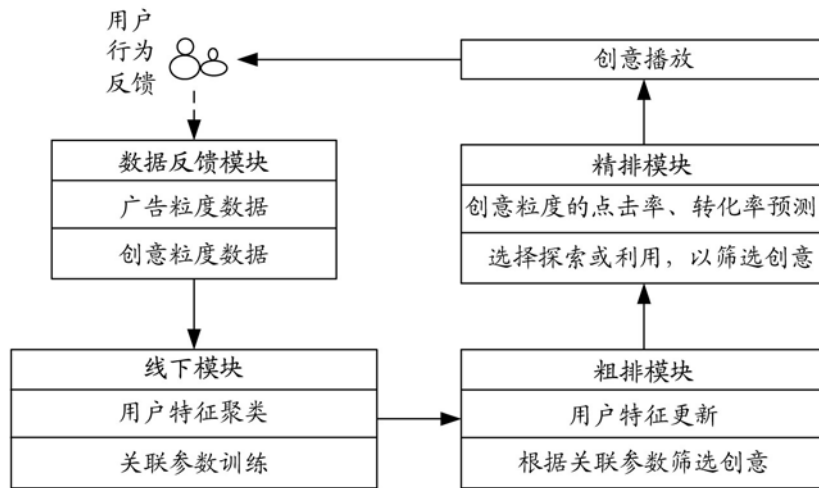 用户
行为
反馈
创意播放
数据反馈模块
广告粒度数据
创意粒度数据
精排模块
创意粒度的点击率、转化率预测
选择探索或利用，以筛选创意
线下模块
用户特征聚类
关联参数训练
粗排模块
用户特征更新
根据关联参数筛选创意